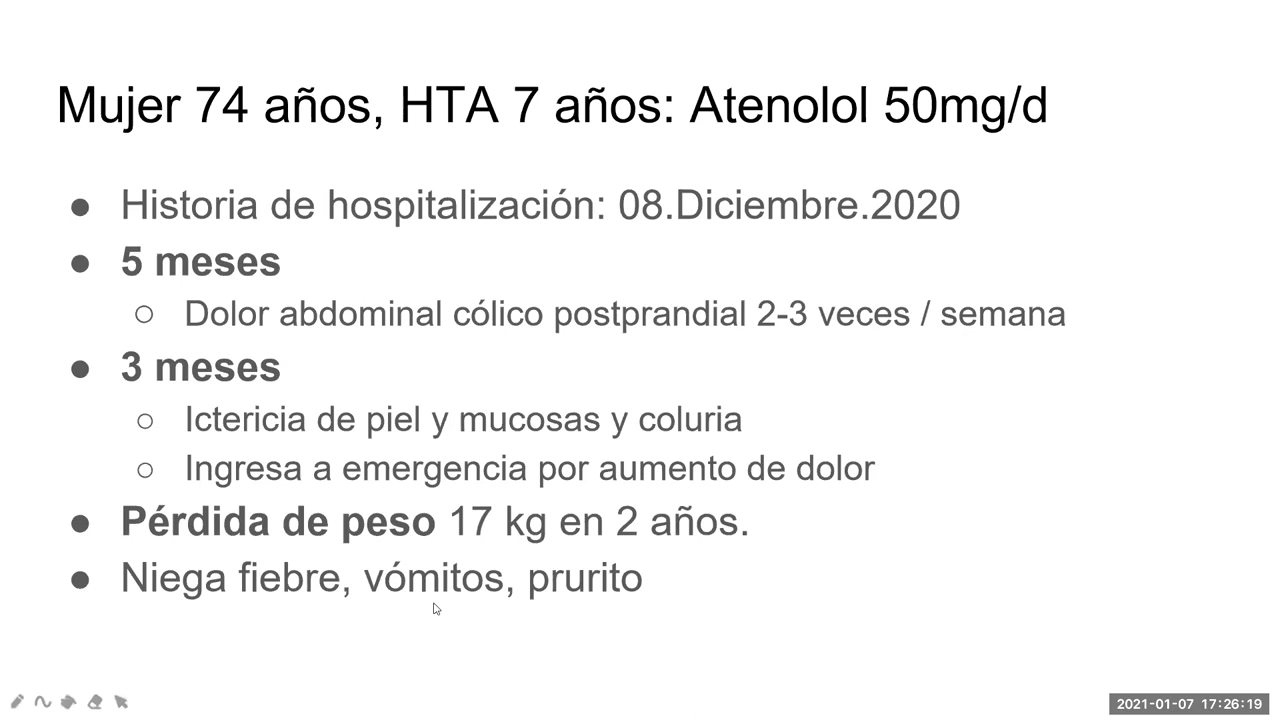 Mujer 74 años, HTA 7 años: Atenolol 50mg/d
● Historia de hospitalización: 08.Diciembre.2020
● 5 meses
○ Dolor abdominal cólico postprandial 2-3 veces / semana
● 3 meses
○ Ictericia de piel y mucosas y coluria
○ Ingresa a emergencia por aumento de dolor
● Pérdida de peso 17 kg en 2 años.
● Niega fiebre, vómitos, prurito
2021-01-07 17:26:19